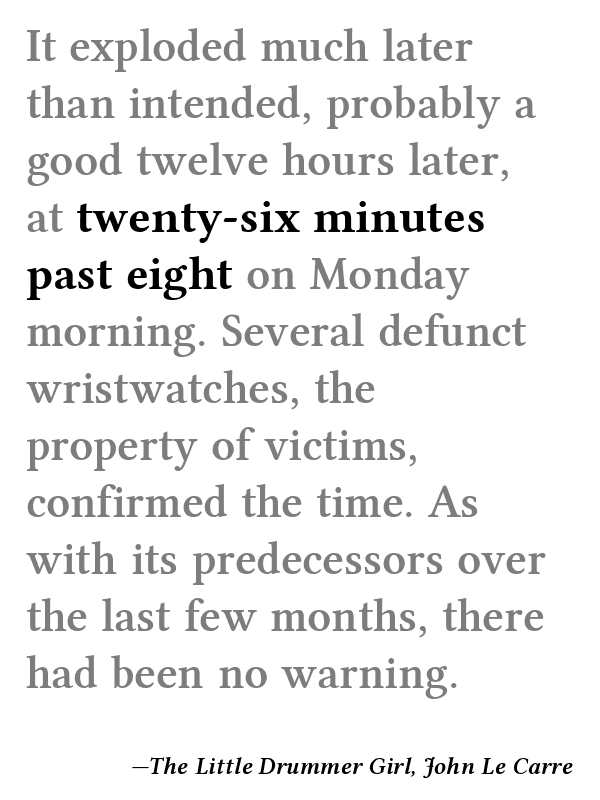 It exploded much later
than intended, probably a
good twelve hours later,
at twenty-six minutes
past eight on Monday
morning. Several defunct
wristwatches, the
property of victims,
confirmed the time. As
with its predecessors over
the last few months, there
had been no warning.
—The Little Drummer Girl, John Le Carre